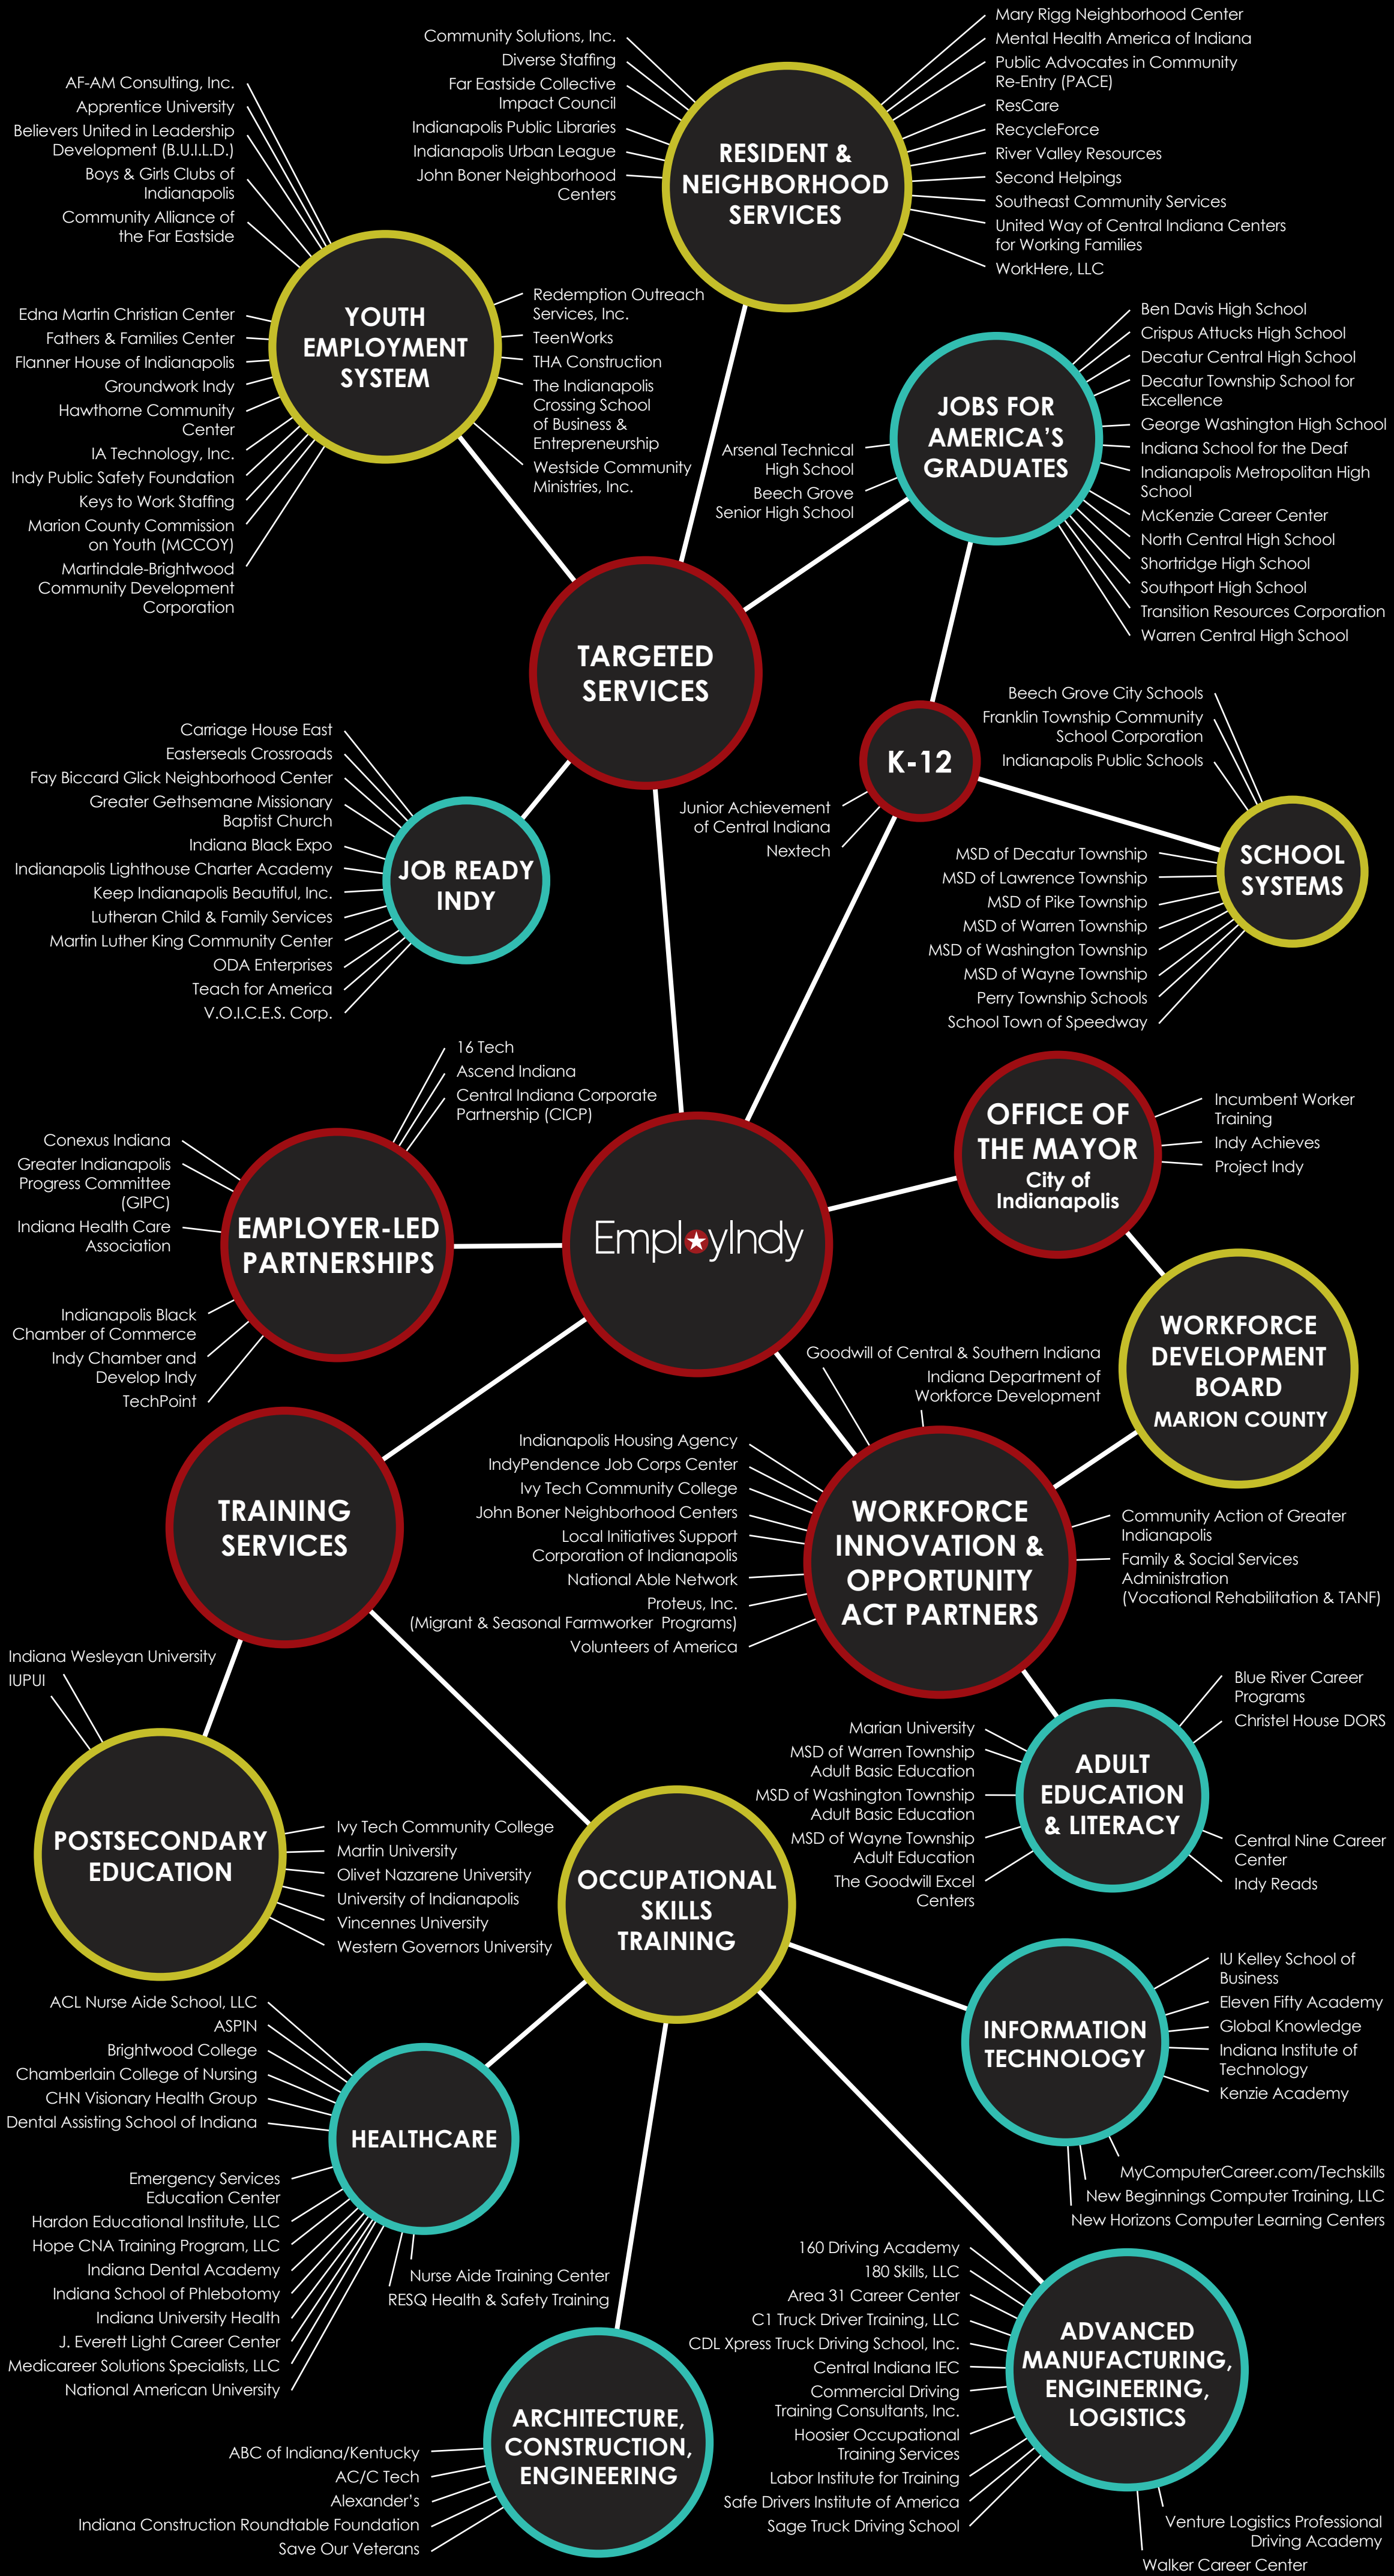 Community Solutions, Inc.
Diverse Staffing
Far Eastside Collective
Impact Council
Indianapolis Public Libraries
Indianapolis Urban League
John Boner Neighborhood
Centers
RESIDENT &
NEIGHBORHOOD
SERVICES
Mary Rigg Neighborhood Center
Mental Health America of Indiana
Public Advocates in Community
Re-Entry (PACE)
ResCare
RecycleForce
River Valley Resources
Second Helpings
Southeast Community Services
United Way of Central Indiana Centers
for Working Families
WorkHere, LLC
AF-AM Consulting, Inc.
Apprentice University
Believers United in Leadership
Development (B.U.I.L.D.)
Boys & Girls Clubs of
Indianapolis
Community Alliance of
the Far Eastside
Edna Martin Christian Center
Fathers & Families Center
Flanner House of Indianapolis
Groundwork Indy
Hawthorne Community
Center
IA Technology, Inc.
Indy Public Safety Foundation
Keys to Work Staffing
Marion County Commission
on Youth (MCCOY)
Martindale-Brightwood
Community Development
Corporation
YOUTH
EMPLOYMENT
SYSTEM
Redemption Outreach
Services, Inc.
TeenWorks
THA Construction
The Indianapolis
Crossing School
of Business &
Entrepreneurship
Westside Community
Ministries, Inc.
Arsenal Technical
High School
Beech Grove
Senior High School
JOBS FOR
AMERICA'S
GRADUATES
Ben Davis High School
Crispus Attucks High School
Decatur Central High School
Decatur Township School for
Excellence
George Washington High School
Indiana School for the Deaf
Indianapolis Metropolitan High
School
McKenzie Career Center
North Central High School
Shortridge High School
Southport High School
Transition Resources Corporation
Warren Central High School
TARGETED
SERVICES
K-12
Junior Achievement
of Central Indiana
Nextech
Beech Grove City Schools
Franklin Township Community
School Corporation
Indianapolis Public Schools
MSD of Decatur Township
MSD of Lawrence Township
MSD of Pike Township
MSD of Warren Township
MSD of Washington Township
MSD of Wayne Township
Perry Township Schools
School Town of Speedway
SCHOOL
SYSTEMS
Carriage House East
Easterseals Crossroads
Fay Biccard Glick Neighborhood Center
Greater Gethsemane Missionary
Baptist Church
Indiana Black Expo
Indianapolis Lighthouse Charter Academy
Keep Indianapolis Beautiful, Inc.
Lutheran Child & Family Services
Martin Luther King Community Center
ODA Enterprises
Teach for America
V.O.I.C.E.S. Corp.
JOB READY
INDY
16 Tech
Ascend Indiana
Central Indiana Corporate
Partnership (CICP)
Conexus Indiana
Greater Indianapolis
Progress Committee
(GIPC)
Indiana Health Care
Association
Indianapolis Black
Chamber of Commerce
Indy Chamber and
Develop Indy
TechPoint
EMPLOYER-LED
PARTNERSHIPS
EmployIndy
OFFICE OF
THE MAYOR
City of
Indianapolis
Incumbent Worker
Training
Indy Achieves
Project Indy
WORKFORCE
DEVELOPMENT
BOARD
MARION COUNTY
Goodwill of Central & Southern Indiana
Indiana Department of
Workforce Development
Indianapolis Housing Agency
IndyPendence Job Corps Center
Ivy Tech Community College
John Boner Neighborhood Centers
Local Initiatives Support
Corporation of Indianapolis
National Able Network
Proteus, Inc.
(Migrant & Seasonal Farmworker Programs)
Volunteers of America
WORKFORCE
INNOVATION &
OPPORTUNITY
ACT PARTNERS
Community Action of Greater
Indianapolis
Family & Social Services
Administration
(Vocational Rehabilitation & TANF)
TRAINING
SERVICES
Indiana Wesleyan University
IUPUI
POSTSECONDARY
EDUCATION
Ivy Tech Community College
Martin University
Olivet Nazarene University
University of Indianapolis
Vincennes University
Western Governors University
Marian University
MSD of Warren Township
Adult Basic Education
MSD of Washington Township
Adult Basic Education
MSD of Wayne Township
Adult Education
The Goodwill Excel
Centers
ADULT
EDUCATION
& LITERACY
Blue River Career
Programs
Christel House DORS
Central Nine Career
Center
Indy Reads
OCCUPATIONAL
SKILLS
TRAINING
INFORMATION
TECHNOLOGY
IU Kelley School of
Business
Eleven Fifty Academy
Global Knowledge
Indiana Institute of
Technology
Kenzie Academy
MyComputerCareer.com/Techskills
New Beginnings Computer Training, LLC
New Horizons Computer Learning Centers
ACL Nurse Aide School, LLC
ASPIN
Brightwood College
Chamberlain College of Nursing
CHN Visionary Health Group
Dental Assisting School of Indiana
Emergency Services
Education Center
Hardon Educational Institute, LLC
Hope CNA Training Program, LLC
Indiana Dental Academy
Indiana School of Phlebotomy
Indiana University Health
J. Everett Light Career Center
Medicareer Solutions Specialists, LLC
National American University
HEALTHCARE
Nurse Aide Training Center
RESQ Health & Safety Training
ABC of Indiana/Kentucky
AC/C Tech
Alexander's
Indiana Construction Roundtable Foundation
Save Our Veterans
ARCHITECTURE,
CONSTRUCTION,
ENGINEERING
160 Driving Academy
180 Skills, LLC
Area 31 Career Center
C1 Truck Driver Training, LLC
CDL Xpress Truck Driving School, Inc.
Central Indiana IEC
Commercial Driving
Training Consultants, Inc.
Hoosier Occupational
Training Services
Labor Institute for Training
Safe Drivers Institute of America
Sage Truck Driving School
ADVANCED
MANUFACTURING,
ENGINEERING,
LOGISTICS
Venture Logistics Professional
Driving Academy
Walker Career Center